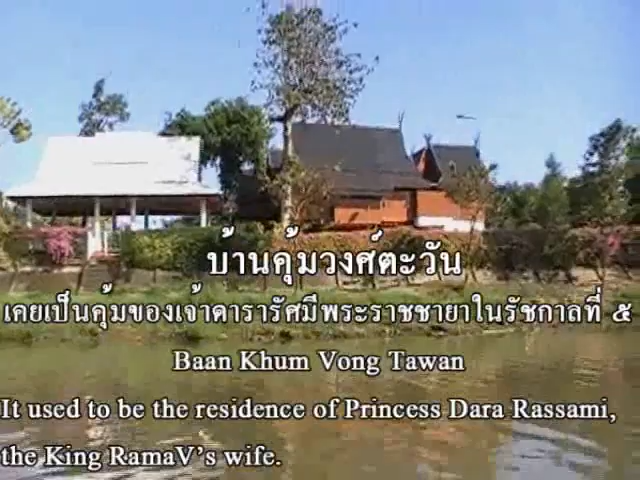 บ้านคุ้มวงศ์ตะวัน
เคยเป็นคุ้มของเจ้าดารารัศมีพระราชชายาในรัชกาลที่ ๕
Baan Khum Vong Tawan
It used to be the residence of Princess Dara Rassami,
the King RamaV's wife.